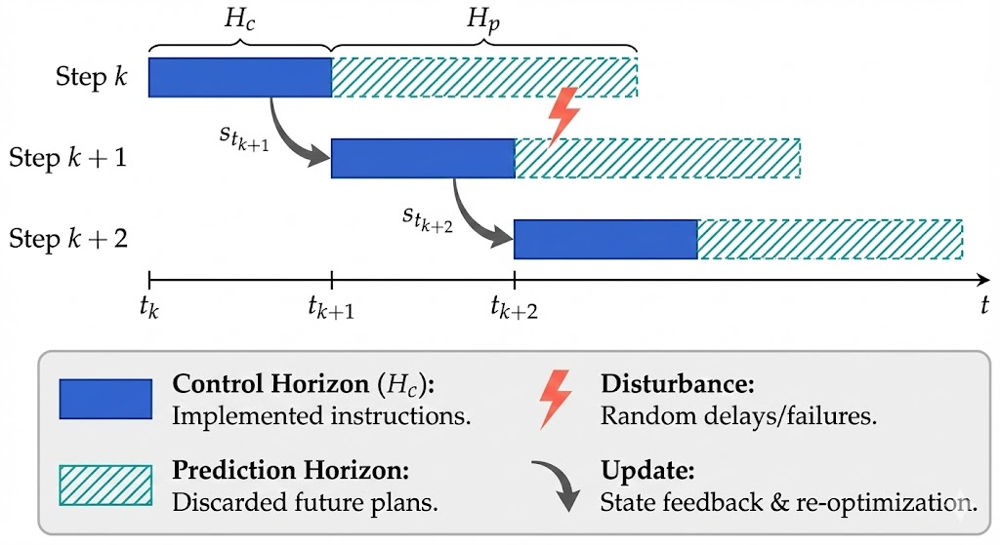 H_c H_p
Step k
s_{t_{k+1}}
Step k + 1
s_{t_{k+2}}
Step k + 2
t_k t_{k+1} t_{k+2} t
Control Horizon (H_c):
Implemented instructions.
Disturbance:
Random delays/failures.
Prediction Horizon:
Discarded future plans.
Update:
State feedback & re-optimization.